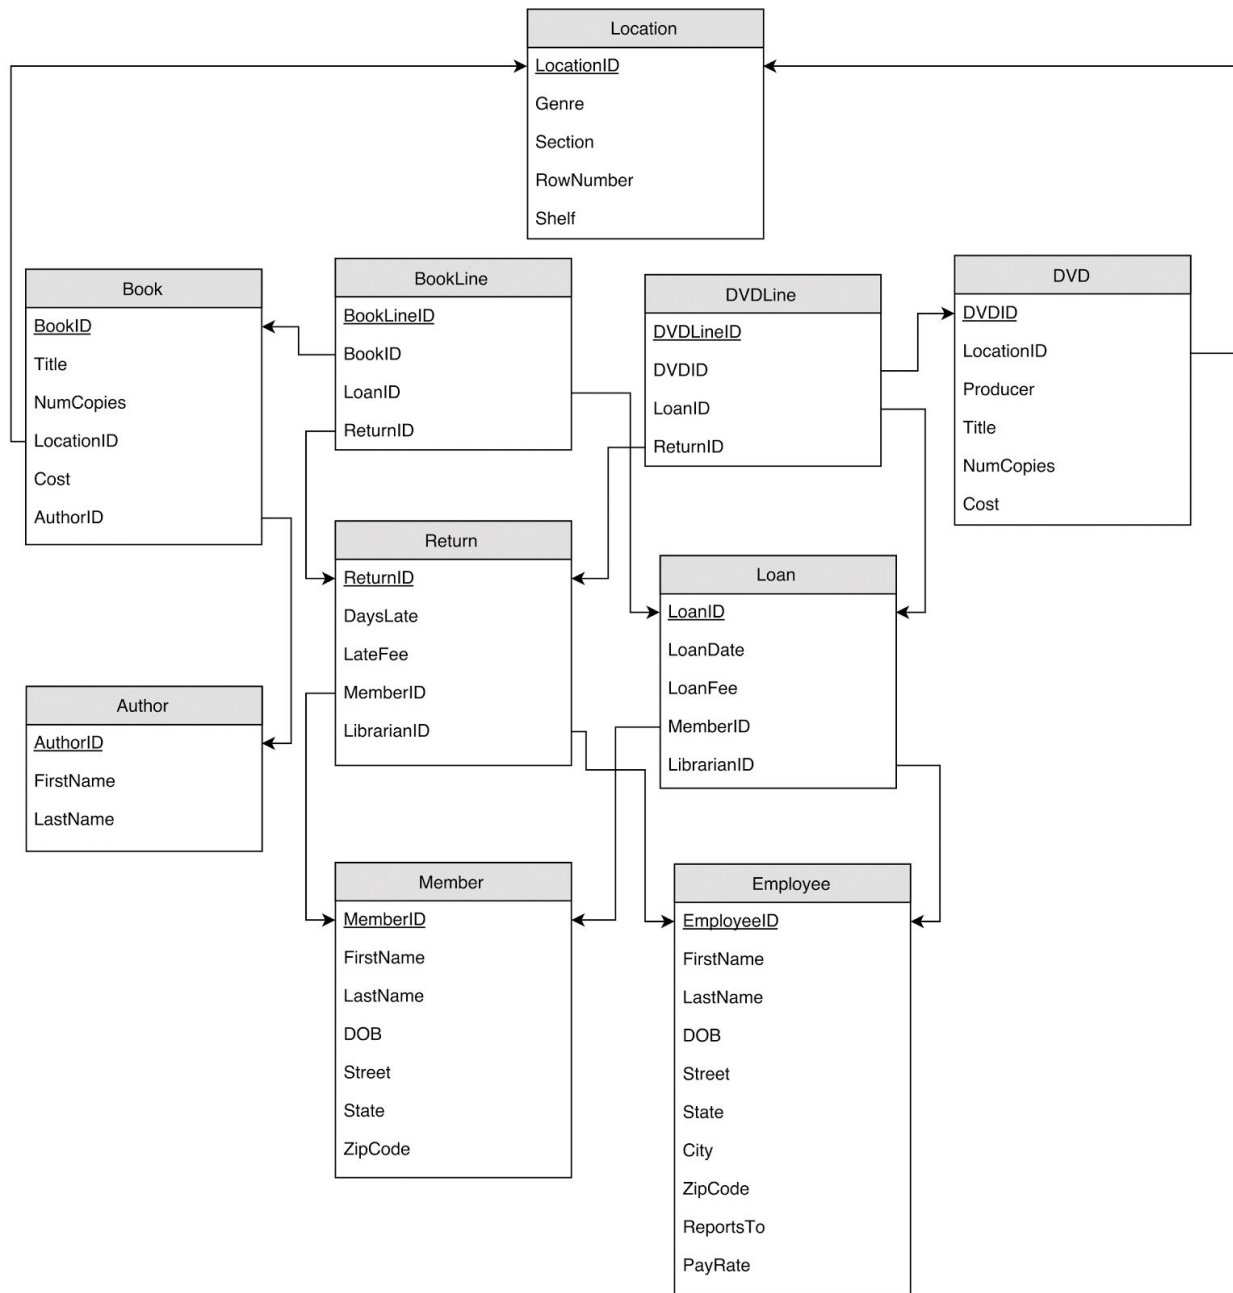 Location
LocationID
Genre
Section
RowNumber
Shelf
Book
BookID
Title
NumCopies
LocationID
Cost
AuthorID
BookLine
BookLineID
BookID
LoanID
ReturnID
DVDLine
DVDLineID
DVDID
LoanID
ReturnID
DVD
DVDID
LocationID
Producer
Title
NumCopies
Cost
Return
ReturnID
DaysLate
LateFee
MemberID
LibrarianID
Loan
LoanID
LoanDate
LoanFee
MemberID
LibrarianID
Author
AuthorID
FirstName
LastName
Member
MemberID
FirstName
LastName
DOB
Street
State
ZipCode
Employee
EmployeeID
FirstName
LastName
DOB
Street
State
City
ZipCode
ReportsTo
PayRate